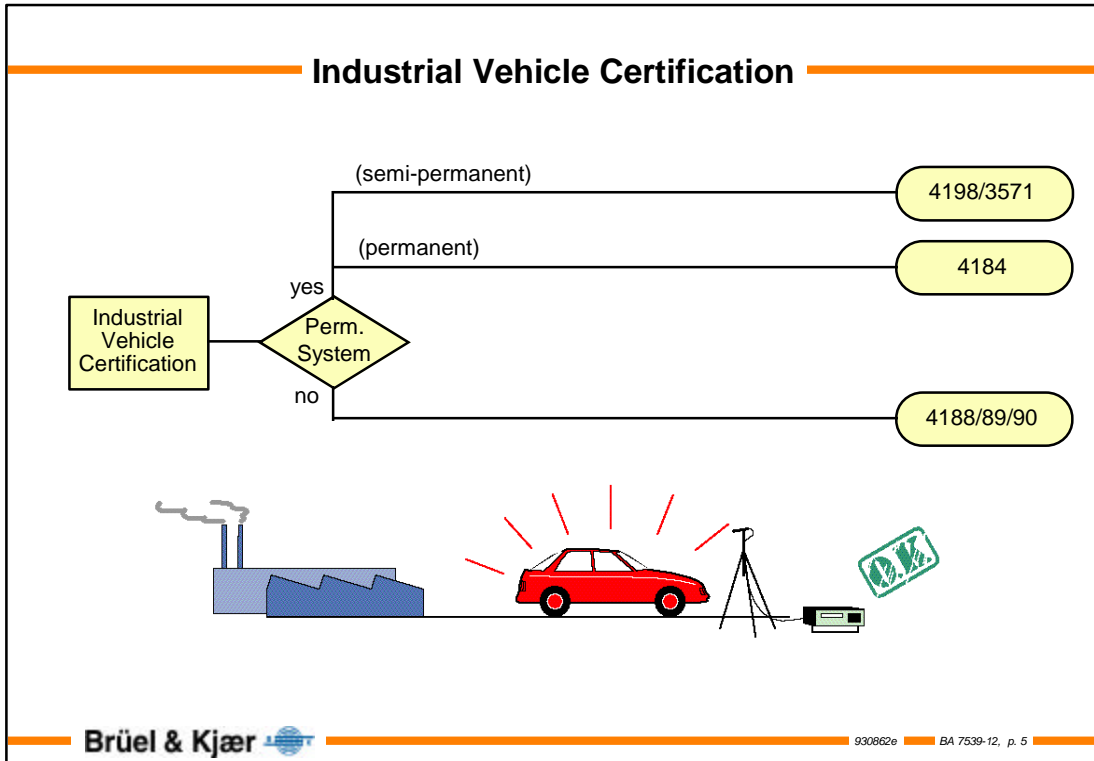 Industrial Vehicle Certification
(semi-permanent)
4198/3571
(permanent)
4184
yes
Industrial
Vehicle
Certification
Perm.
System
no
4188/89/90
O.K
Brüel & Kjær
930862e
BA 7539-12, p. 5